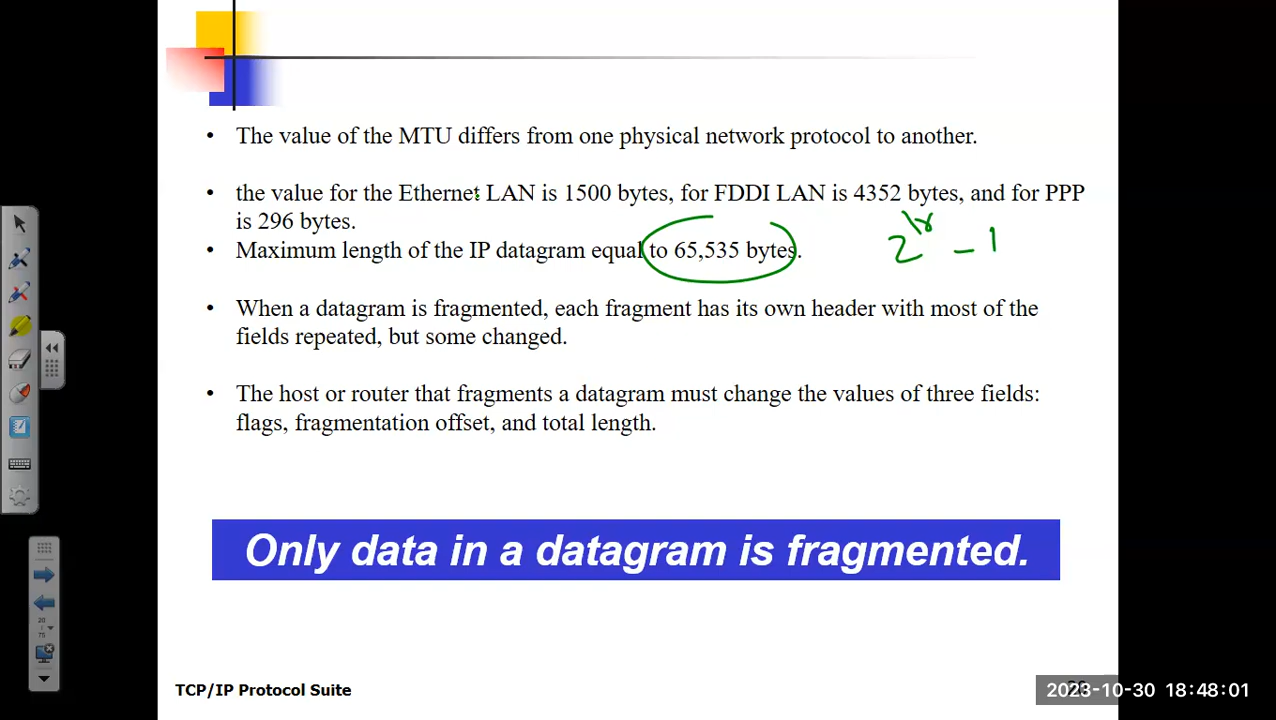 • The value of the MTU differs from one physical network protocol to another.
• the value for the Ethernet LAN is 1500 bytes, for FDDI LAN is 4352 bytes, and for PPP
is 296 bytes.
• Maximum length of the IP datagram equal to 65,535 bytes.
2 - 1
• When a datagram is fragmented, each fragment has its own header with most of the
fields repeated, but some changed.
• The host or router that fragments a datagram must change the values of three fields:
flags, fragmentation offset, and total length.
Only data in a datagram is fragmented.
20
75
TCP/IP Protocol Suite
2023-10-30 18:48:01